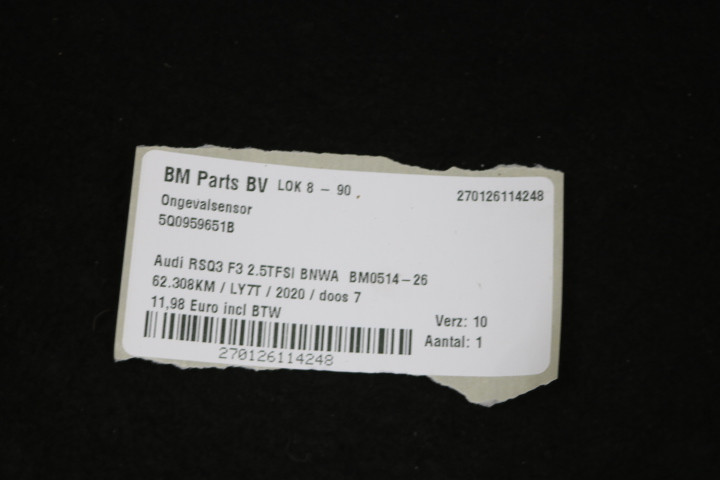 BM Parts BV LOK 8 - 90 , 270126114248
Ongevalsensor
5Q0959651B
Audi RSQ3 F3 2.5TFSI BNWA BM0514-26
62.308KM / LY7T / 2020 / doos 7
11,98 Euro incl BTW
Verz: 10
Aantal: 1
270126114248